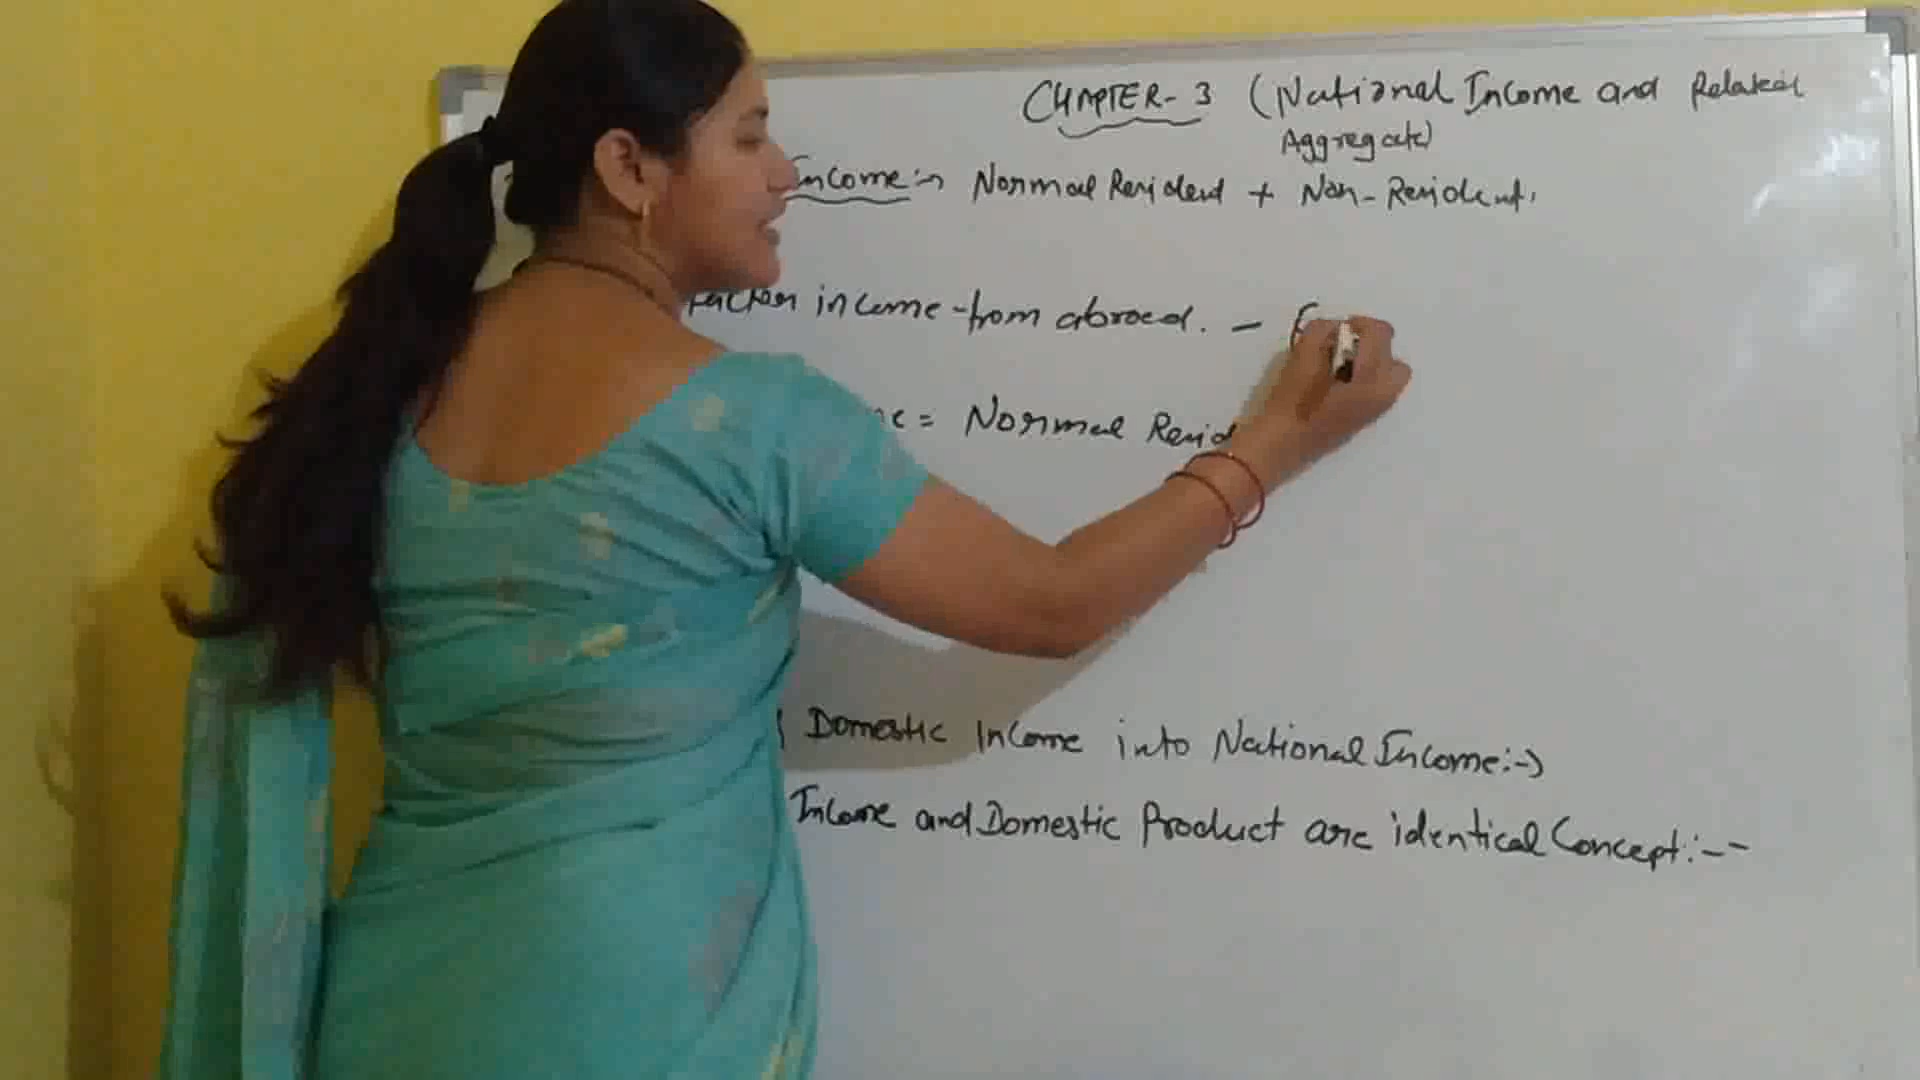 CHAPTER-3 (National Income and Related
Aggregate)
Income:→ Normal Resident + Non-Resident.
Factor income from abroad. - (
= Normal Resid
Domestic Income into National Income:→
Income and Domestic Product are identical Concept:--